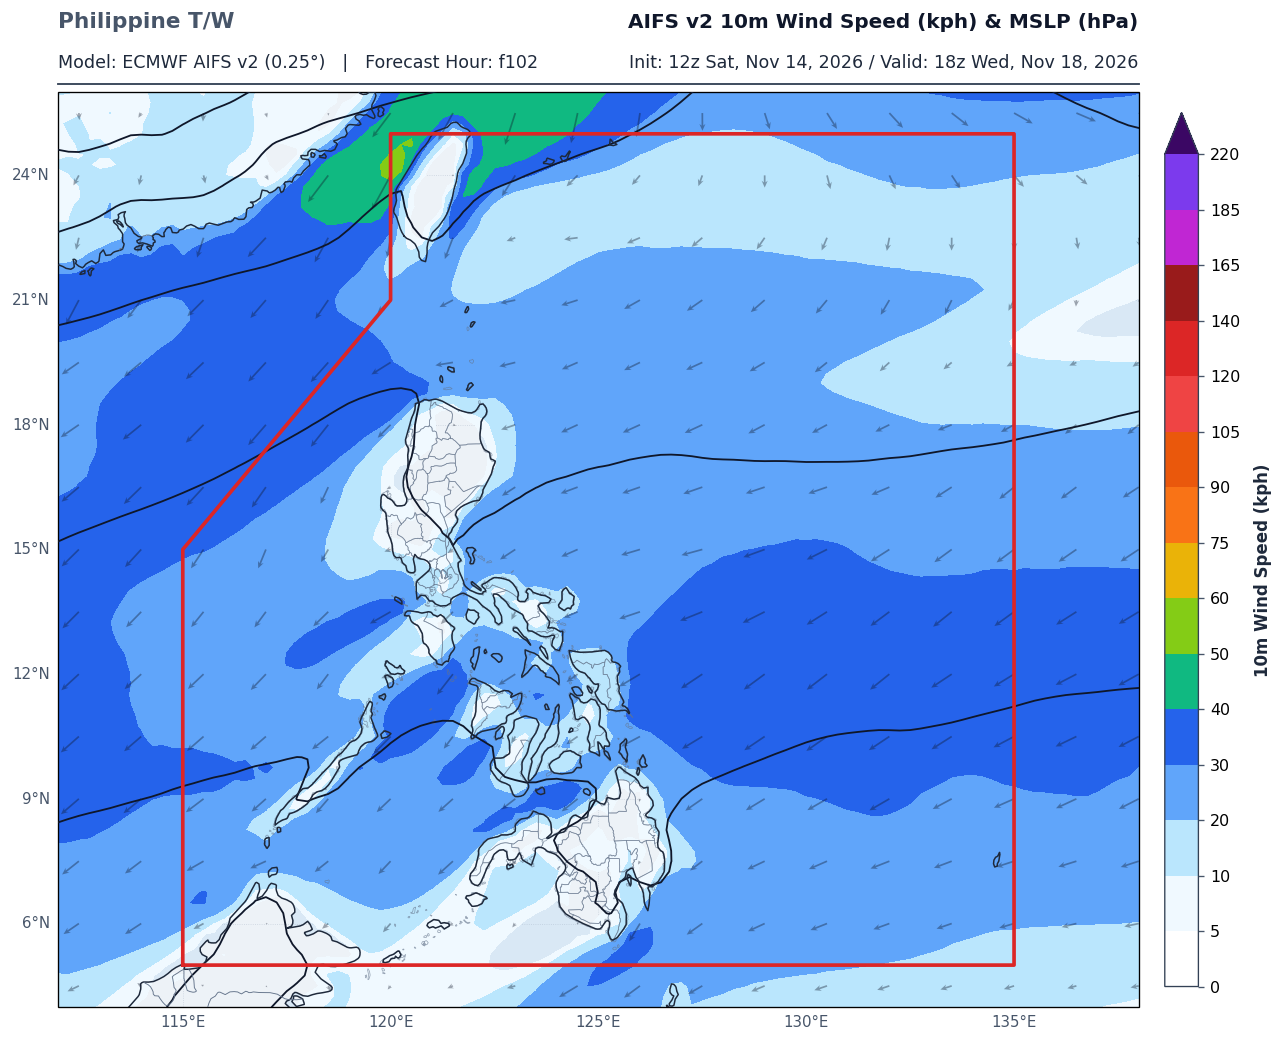 Philippine T/W
AIFS v2 10m Wind Speed (kph) & MSLP (hPa)
Model: ECMWF AIFS v2 (0.25°) | Forecast Hour: f102
Init: 12z Sat, Nov 14, 2026 / Valid: 18z Wed, Nov 18, 2026
24°N
21°N
18°N
15°N
12°N
9°N
6°N
115°E
120°E
125°E
130°E
135°E
220
185
165
140
120
105
90
75
60
50
40
30
20
10
5
0
10m Wind Speed (kph)